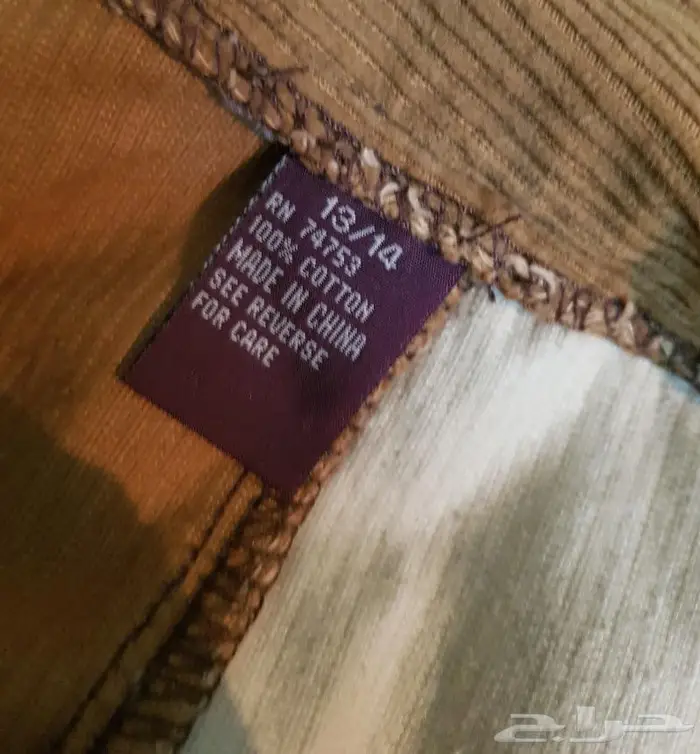 13/14
RN 74753
100% COTTON
MADE IN CHINA
SEE REVERSE
FOR CARE
حراج